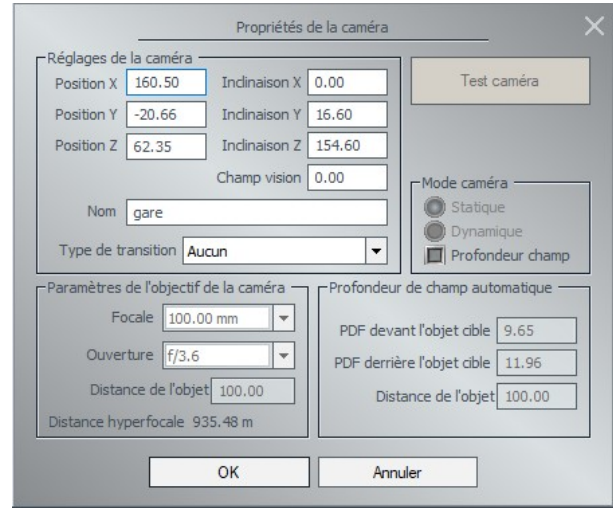 Propriétés de la caméra
Réglages de la caméra
Position X 160.50 Inclinaison X 0.00
Test caméra
Position Y -20.66 Inclinaison Y 16.60
Position Z 62.35 Inclinaison Z 154.60
Champ vision 0.00
Mode caméra
Statique
Nom gare
Dynamique
Type de transition Aucun
Profondeur champ
Paramètres de l'objectif de la caméra
Focale 100.00 mm
Ouverture f/3.6
Distance de l'objet 100.00
Distance hyperfocale 935.48 m
Profondeur de champ automatique
PDF devant l'objet cible 9.65
PDF derrière l'objet cible 11.96
Distance de l'objet 100.00
OK Annuler